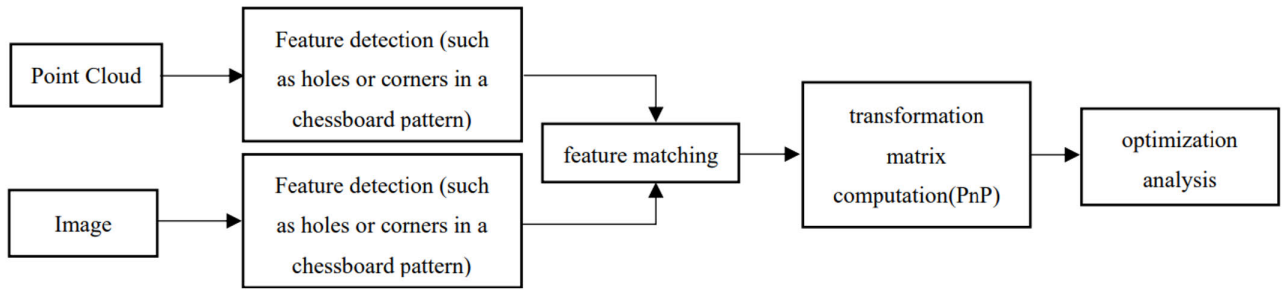 Point Cloud
Feature detection (such
as holes or corners in a
chessboard pattern)
Image
Feature detection (such
as holes or corners in a
chessboard pattern)
feature matching
transformation
matrix
computation(PnP)
optimization
analysis